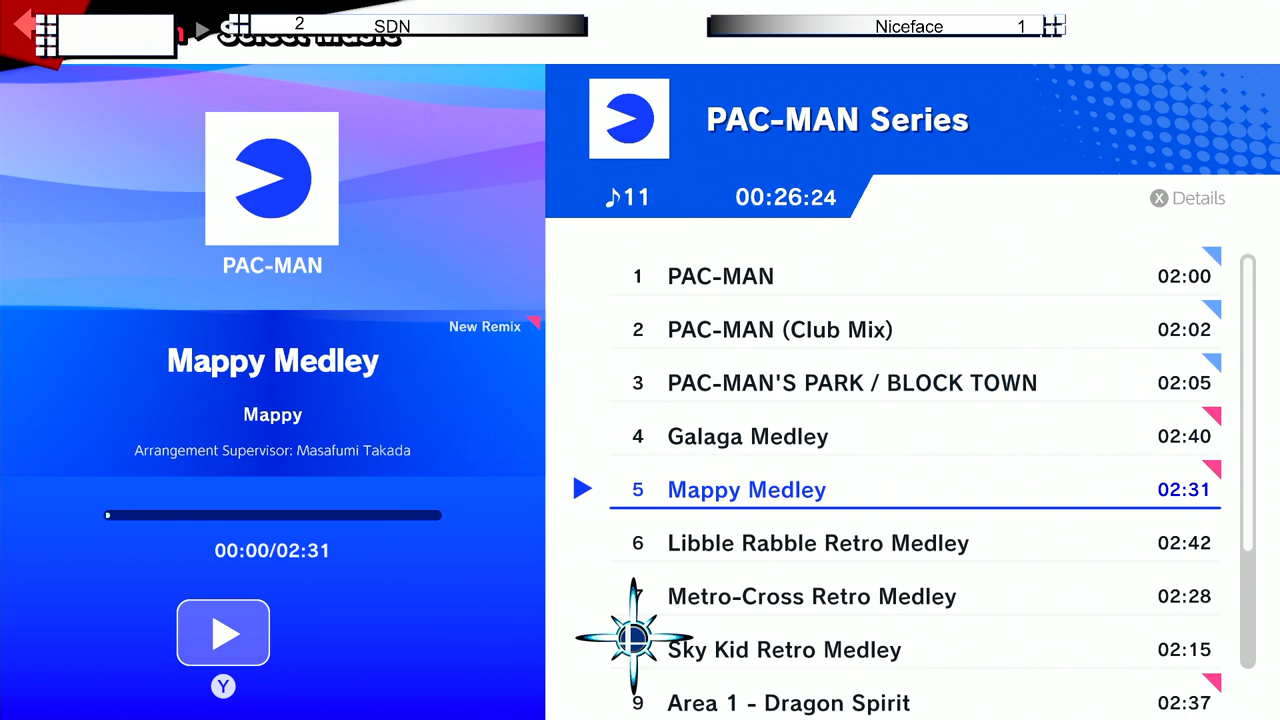 2 SDN
Niceface 1
Select Music
PAC-MAN
New Remix
Mappy Medley
Mappy
Arrangement Supervisor: Masafumi Takada
00:00/02:31
Y
PAC-MAN Series
♪11 00:26:24
X Details
1 PAC-MAN 02:00
2 PAC-MAN (Club Mix) 02:02
3 PAC-MAN'S PARK / BLOCK TOWN 02:05
4 Galaga Medley 02:40
5 Mappy Medley 02:31
6 Libble Rabble Retro Medley 02:42
7 Metro-Cross Retro Medley 02:28
Sky Kid Retro Medley 02:15
9 Area 1 - Dragon Spirit 02:37